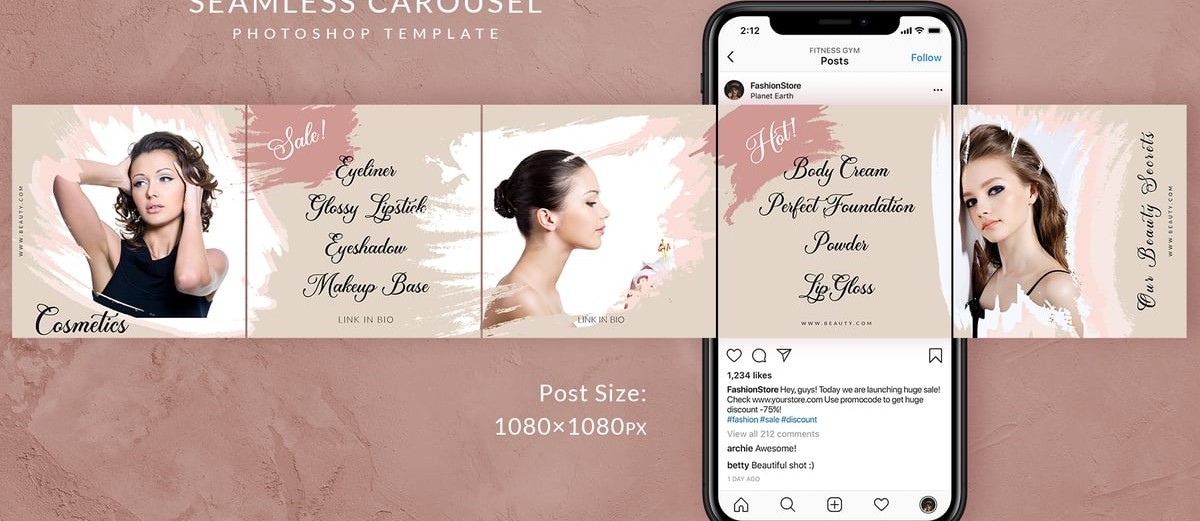 SEAMLESS CAROUSEL
PHOTOSHOP TEMPLATE
WWW.BEAUTY.COM
Cosmetics
Sale!
Eyeliner
Glossy Lipstick
Eyeshadow
Makeup Base
LINK IN BIO
LINK IN BIO
2:12
FITNESS GYM
Posts
Follow
FashionStore
Planet Earth
Hot!
Body Cream
Perfect Foundation
Powder
Lip Gloss
WWW.BEAUTY.COM
Our Beauty Secrets
WWW.BEAUTY.COM
1,234 likes
FashionStore Hey, guys! Today we are launching huge sale!
Check www.yourstore.com Use promocode to get huge
discount -75%!
#fashion #sale #discount
View all 212 comments
archie Awesome!
betty Beautiful shot :)
1 DAY AGO
Post Size:
1080×1080PX